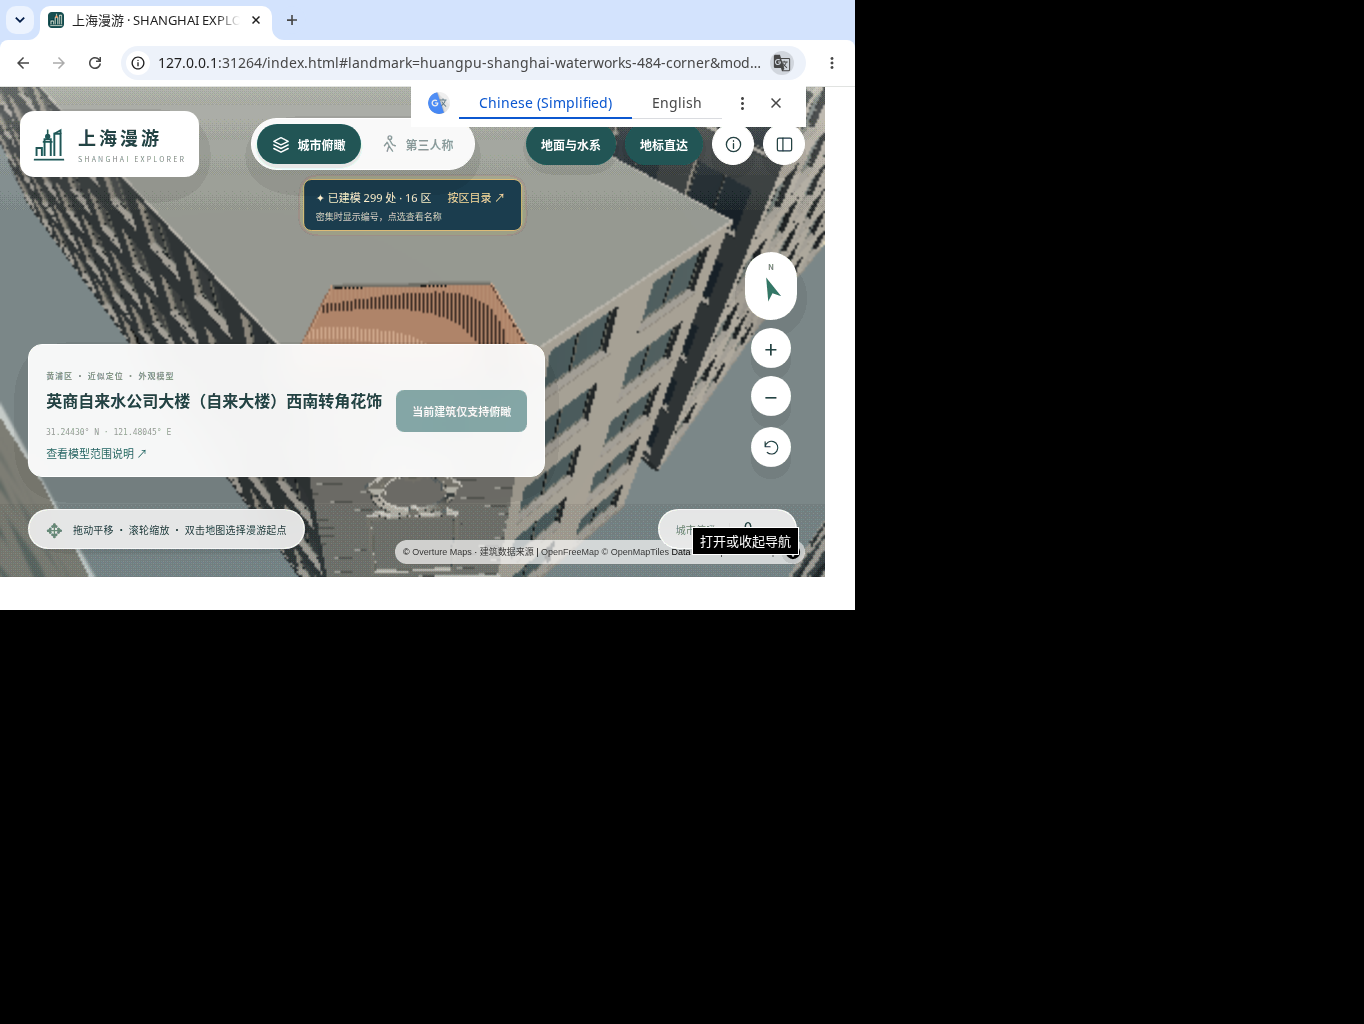 上海漫游 · SHANGHAI EXPLO
127.0.0.1:31264/index.html#landmark=huangpu-shanghai-waterworks-484-corner&mod...
Chinese (Simplified)
English
上海漫游
SHANGHAI EXPLORER
城市俯瞰
第三人称
地面与水系
地标直达
✦ 已建模 299 处 · 16 区
按区目录 ↗
密集时显示编号，点选查看名称
N
黄浦区 · 近似定位 · 外观模型
英商自来水公司大楼（自来大楼）西南转角花饰
当前建筑仅支持俯瞰
31.24430° N · 121.48045° E
查看模型范围说明 ↗
拖动平移 · 滚轮缩放 · 双击地图选择漫游起点
打开或收起导航
© Overture Maps · 建筑数据来源 | OpenFreeMap © OpenMapTiles Data